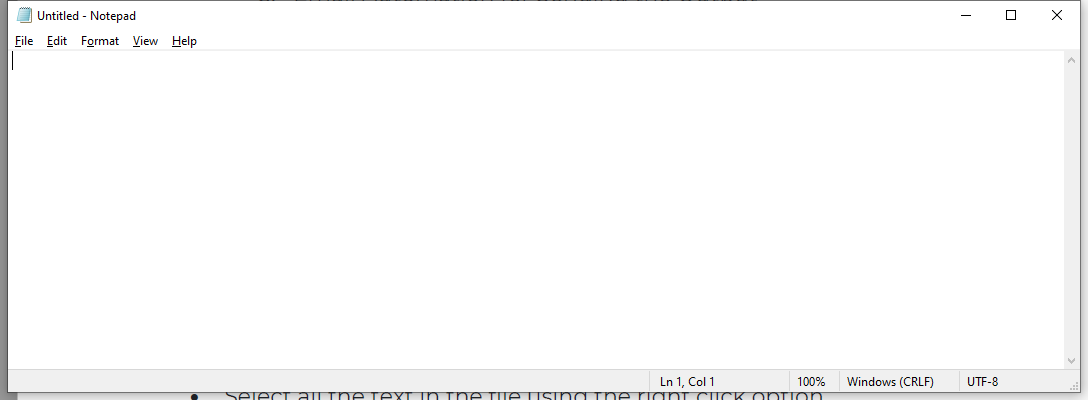 Untitled - Notepad
File Edit Format View Help
Ln 1, Col 1 100% Windows (CRLF) UTF-8
Select all the text in the file using the right click option